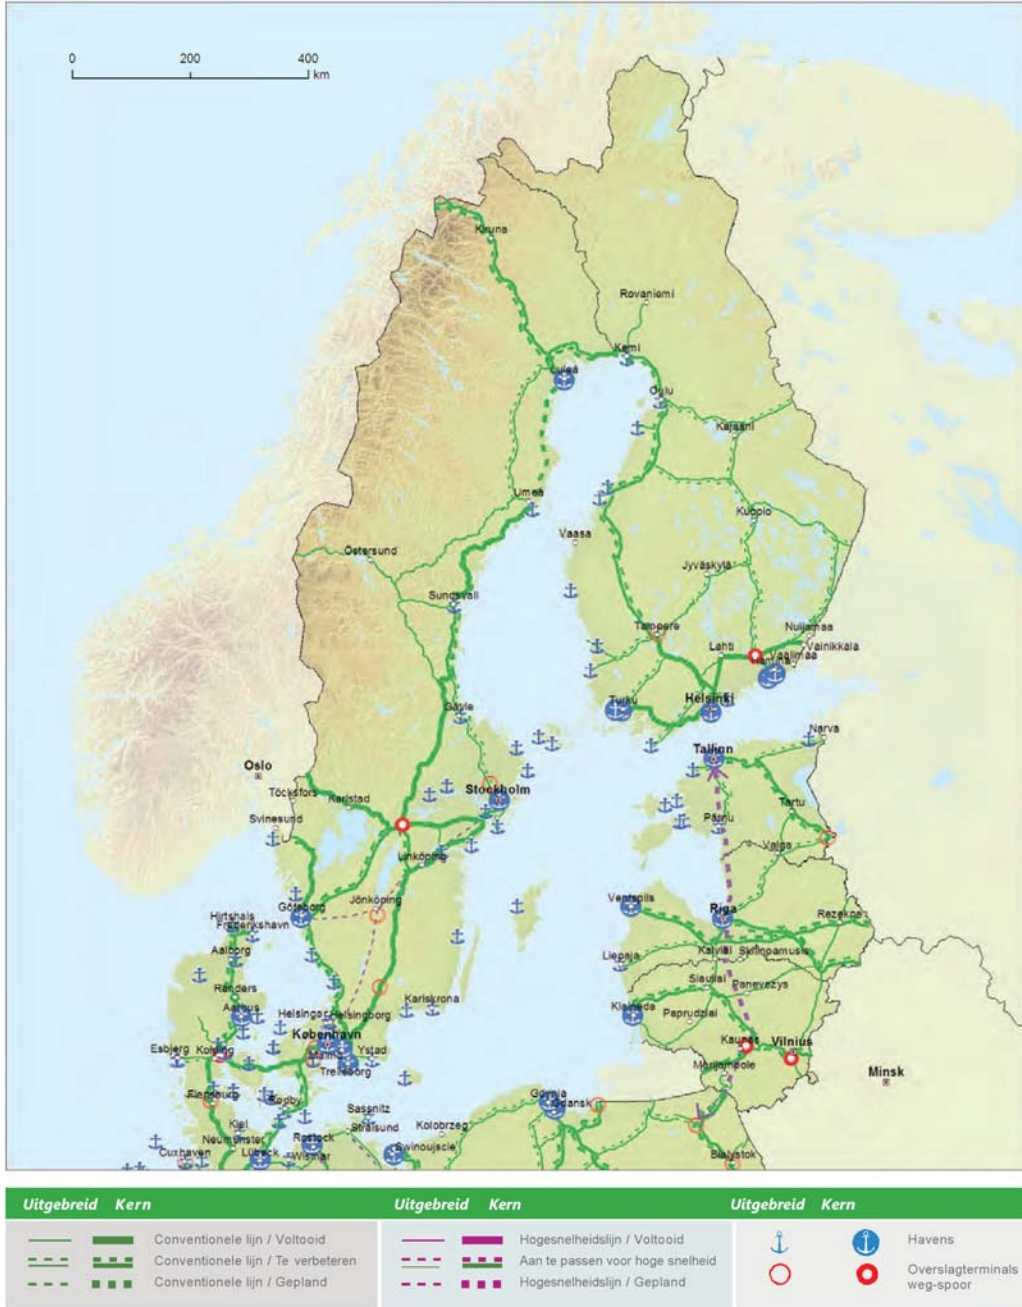 0 200 400
km
Kiruna
Rovaniemi
Kemi
Luleå
Oulu
Kajaani
Umeå
Kuopio
Vaasa
Östersund
Jyväskylä
Sundsvall
Tampere
Nuijamaa
Lahti
Vainikkala
Vaalimaa
Hamina
Turku
Helsinki
Gävle
Narva
Tallinn
Oslo
Stockholm
Töcksfors
Karlstad
Tartu
Svinesund
Pärnu
Valga
Linköping
Jönköping
Ventspils
Göteborg
Riga
Rezekne
Hirtshals
Frederikshavn
Aalborg
Liepaja
Kalviai
Siauliai
Panevezys
Randers
Karlskrona
Aarhus
Helsingborg
Klaipeda
København
Kaunas
Vilnius
Esbjerg
Kolding
Malmö
Ystad
Trelleborg
Marijampole
Minsk
Flensburg
Rødby
Gdynia
Gdansk
Sassnitz
Kiel
Stralsund
Kolobrzeg
Neumünster
Rostock
Cuxhaven
Lübeck
Wismar
Swinoujscie
Bialystok
Uitgebreid Kern
Conventionele lijn / Voltooid
Conventionele lijn / Te verbeteren
Conventionele lijn / Gepland
Uitgebreid Kern
Hogesnelheidslijn / Voltooid
Aan te passen voor hoge snelheid
Hogesnelheidslijn / Gepland
Uitgebreid Kern
Havens
Overslagterminals
weg-spoor